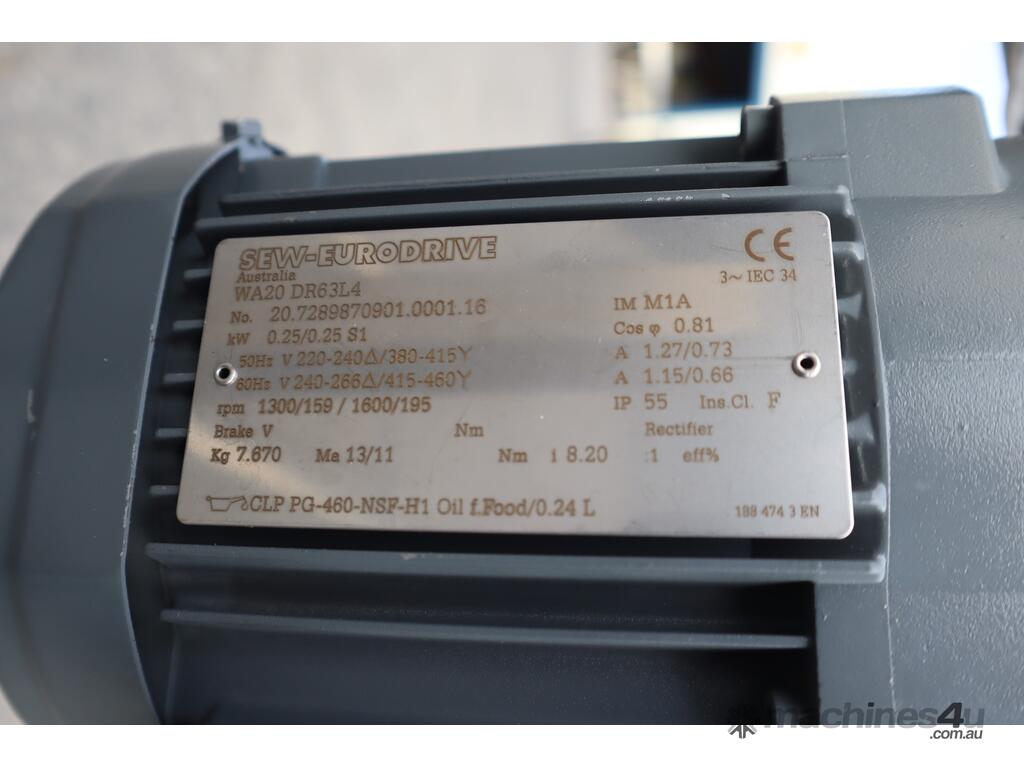 SEW-EURODRIVE
Australia
3~ IEC 34
WA20 DR63L4
No. 20.7289870901.0001.16
IM M1A
kW 0.25/0.25 S1
Cos φ 0.81
50Hz V 220-240Δ/380-415Y
A 1.27/0.73
60Hz V 240-266Δ/415-460Y
A 1.15/0.66
rpm 1300/159 / 1600/195
IP 55 Ins.Cl. F
Brake V Nm Rectifier
Kg 7.670 Ma 13/11 Nm i 8.20 :1 eff%
CLP PG-460-NSF-H1 Oil f.Food/0.24 L
188 474 3 EN
machines4u
.com.au